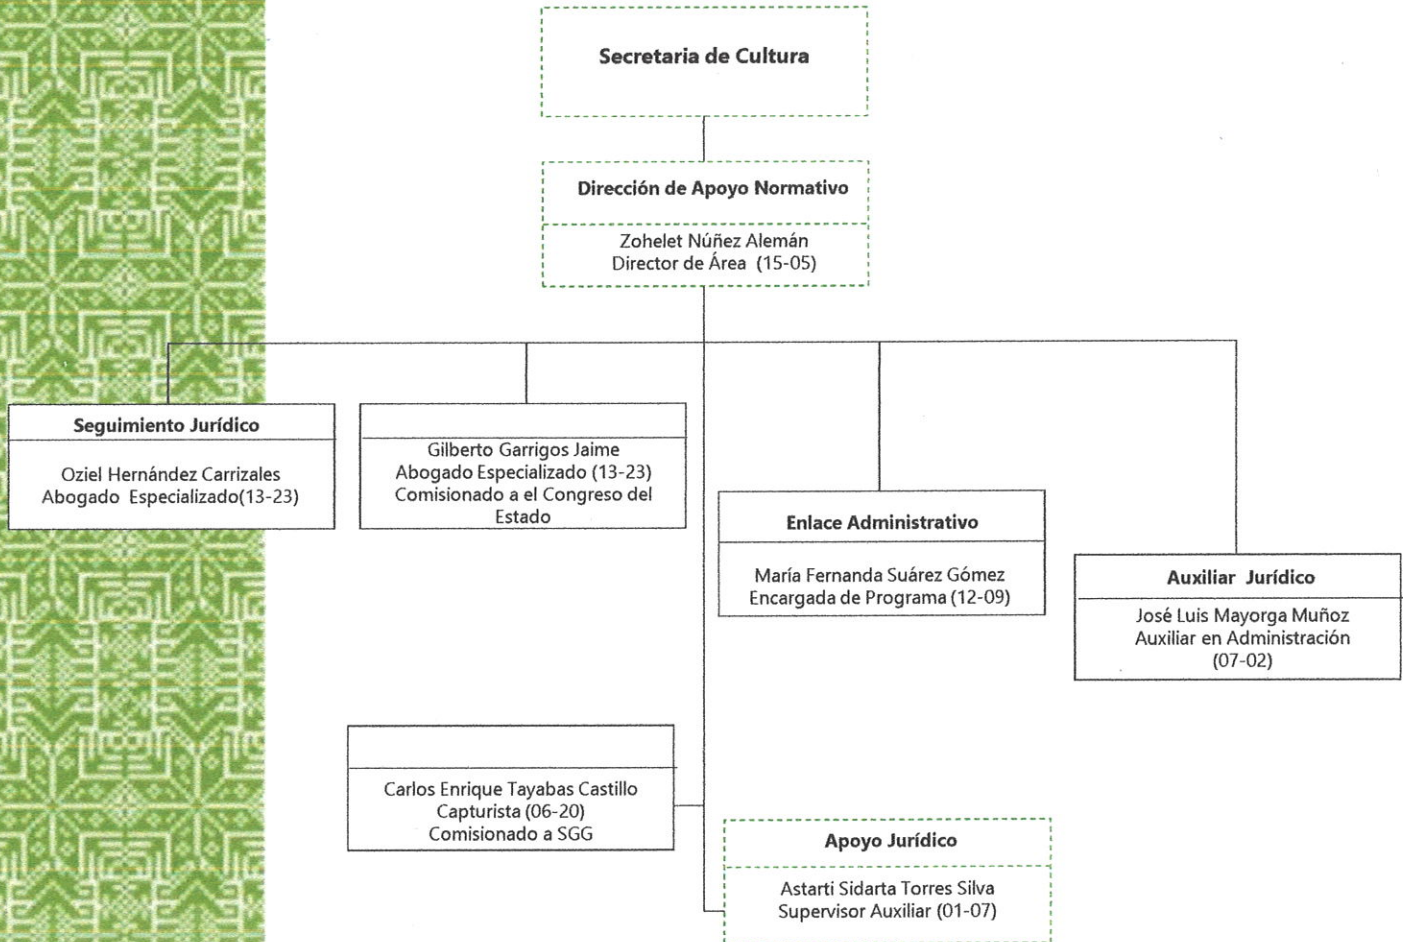 Secretaria de Cultura
Dirección de Apoyo Normativo
Zohelet Núñez Alemán
Director de Área (15-05)
Seguimiento Jurídico
Oziel Hernández Carrizales
Abogado Especializado(13-23)
Gilberto Garrigos Jaime
Abogado Especializado (13-23)
Comisionado a el Congreso del
Estado
Enlace Administrativo
María Fernanda Suárez Gómez
Encargada de Programa (12-09)
Auxiliar Jurídico
José Luis Mayorga Muñoz
Auxiliar en Administración
(07-02)
Carlos Enrique Tayabas Castillo
Capturista (06-20)
Comisionado a SGG
Apoyo Jurídico
Astarti Sidarta Torres Silva
Supervisor Auxiliar (01-07)